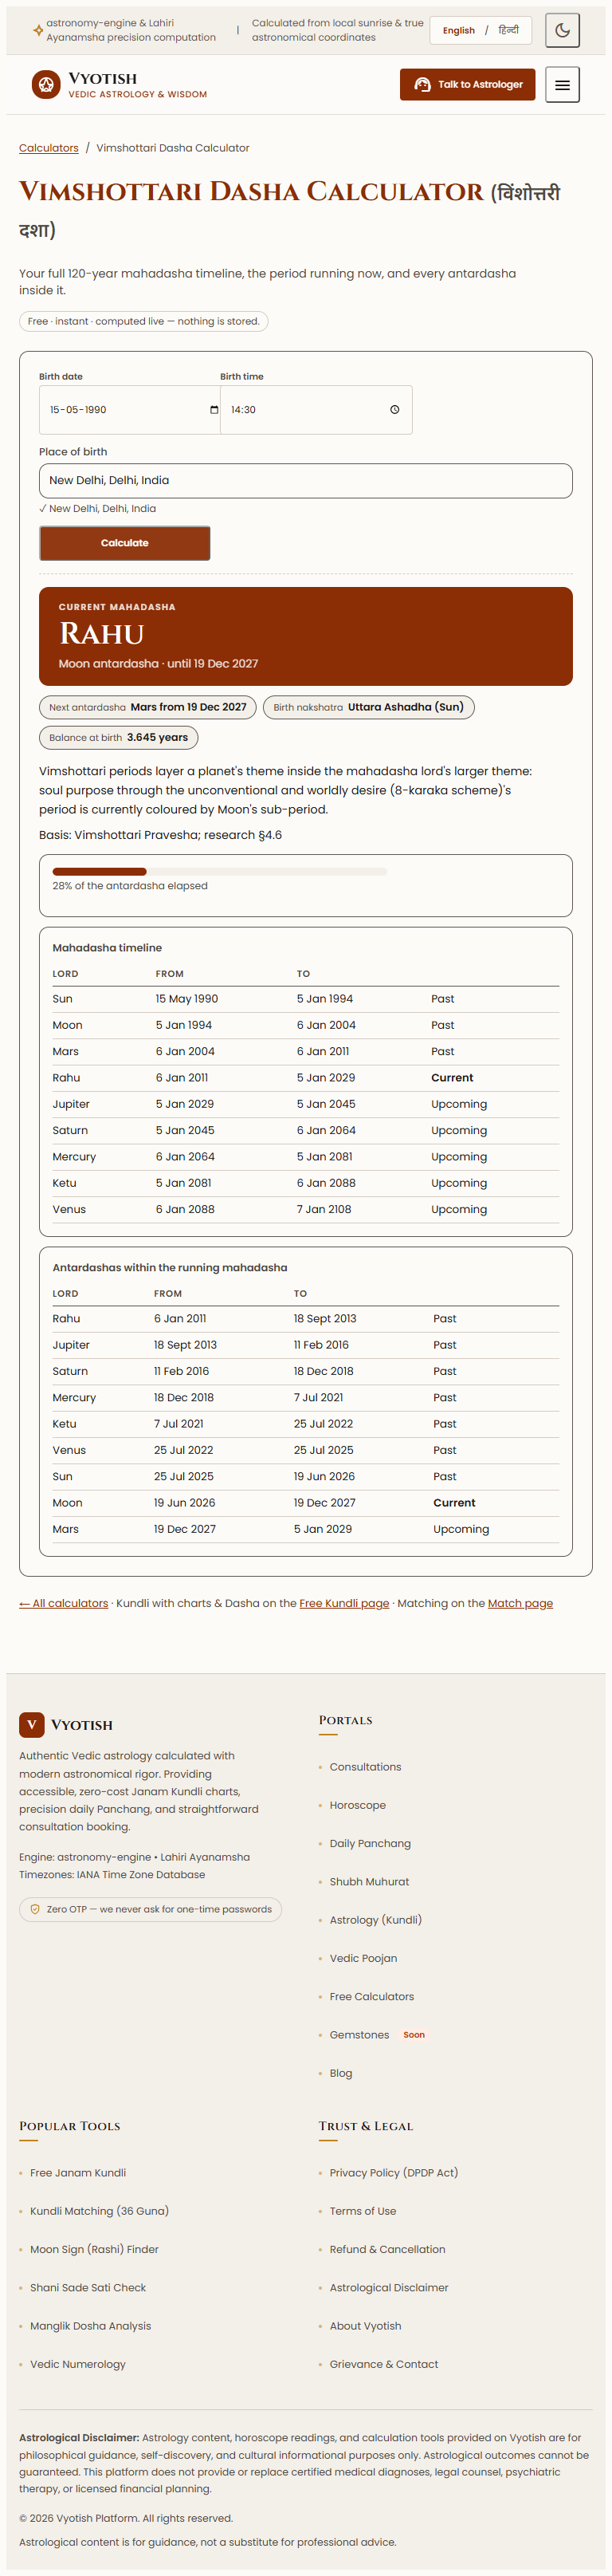 astronomy-engine & Lahiri Ayanamsha precision computation
|
Calculated from local sunrise & true astronomical coordinates
English / हिन्दी
Vyotish
VEDIC ASTROLOGY & WISDOM
Talk to Astrologer
Calculators / Vimshottari Dasha Calculator
Vimshottari Dasha Calculator (विंशोत्तरी
दशा)
Your full 120-year mahadasha timeline, the period running now, and every antardasha
inside it.
Free · instant · computed live — nothing is stored.
Birth date Birth time
15-05-1990 14:30
Place of birth
New Delhi, Delhi, India
✓ New Delhi, Delhi, India
Calculate
CURRENT MAHADASHA
Rahu
Moon antardasha · until 19 Dec 2027
Next antardasha Mars from 19 Dec 2027 Birth nakshatra Uttara Ashadha (Sun)
Balance at birth 3.645 years
Vimshottari periods layer a planet's theme inside the mahadasha lord's larger theme:
soul purpose through the unconventional and worldly desire (8-karaka scheme)'s
period is currently coloured by Moon's sub-period.
Basis: Vimshottari Pravesha; research §4.6
28% of the antardasha elapsed
Mahadasha timeline
LORD FROM TO
Sun 15 May 1990 5 Jan 1994 Past
Moon 5 Jan 1994 6 Jan 2004 Past
Mars 6 Jan 2004 6 Jan 2011 Past
Rahu 6 Jan 2011 5 Jan 2029 Current
Jupiter 5 Jan 2029 5 Jan 2045 Upcoming
Saturn 5 Jan 2045 6 Jan 2064 Upcoming
Mercury 6 Jan 2064 5 Jan 2081 Upcoming
Ketu 5 Jan 2081 6 Jan 2088 Upcoming
Venus 6 Jan 2088 7 Jan 2108 Upcoming
Antardashas within the running mahadasha
LORD FROM TO
Rahu 6 Jan 2011 18 Sept 2013 Past
Jupiter 18 Sept 2013 11 Feb 2016 Past
Saturn 11 Feb 2016 18 Dec 2018 Past
Mercury 18 Dec 2018 7 Jul 2021 Past
Ketu 7 Jul 2021 25 Jul 2022 Past
Venus 25 Jul 2022 25 Jul 2025 Past
Sun 25 Jul 2025 19 Jun 2026 Past
Moon 19 Jun 2026 19 Dec 2027 Current
Mars 19 Dec 2027 5 Jan 2029 Upcoming
← All calculators · Kundli with charts & Dasha on the Free Kundli page · Matching on the Match page
V Vyotish
Authentic Vedic astrology calculated with
modern astronomical rigor. Providing
accessible, zero-cost Janam Kundli charts,
precision daily Panchang, and straightforward
consultation booking.
Engine: astronomy-engine • Lahiri Ayanamsha
Timezones: IANA Time Zone Database
Zero OTP — we never ask for one-time passwords
Portals
Consultations
Horoscope
Daily Panchang
Shubh Muhurat
Astrology (Kundli)
Vedic Poojan
Free Calculators
Gemstones Soon
Blog
Popular Tools
Free Janam Kundli
Kundli Matching (36 Guna)
Moon Sign (Rashi) Finder
Shani Sade Sati Check
Manglik Dosha Analysis
Vedic Numerology
Trust & Legal
Privacy Policy (DPDP Act)
Terms of Use
Refund & Cancellation
Astrological Disclaimer
About Vyotish
Grievance & Contact
Astrological Disclaimer: Astrology content, horoscope readings, and calculation tools provided on Vyotish are for
philosophical guidance, self-discovery, and cultural informational purposes only. Astrological outcomes cannot be
guaranteed. This platform does not provide or replace certified medical diagnoses, legal counsel, psychiatric
therapy, or licensed financial planning.
© 2026 Vyotish Platform. All rights reserved.
Astrological content is for guidance, not a substitute for professional advice.